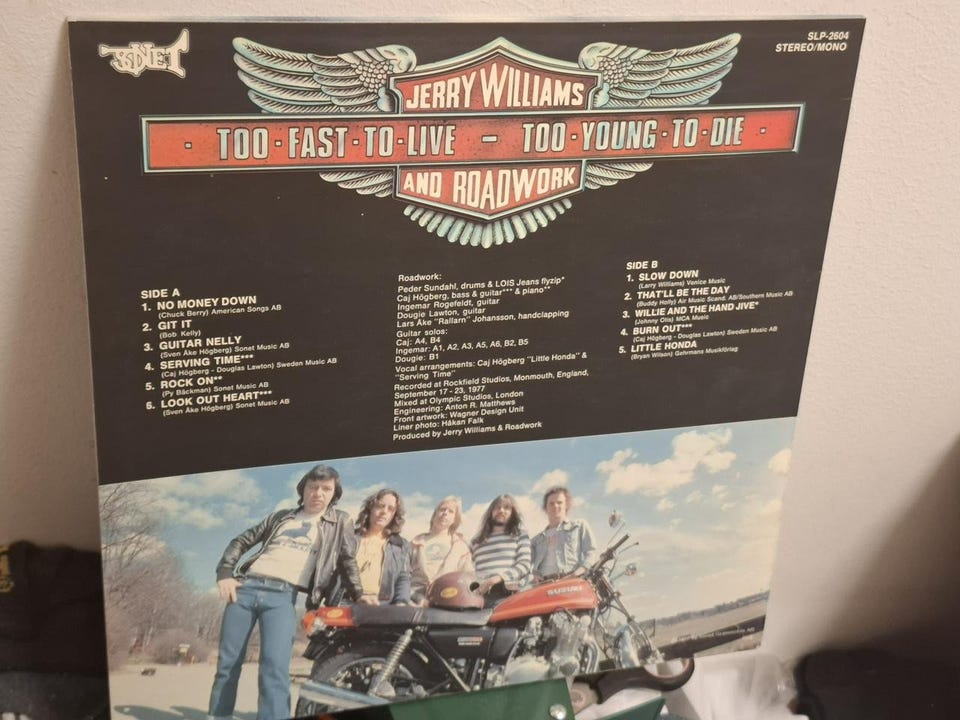 SONET
SLP-2604
STEREO/MONO
JERRY WILLIAMS
· TOO·FAST·TO·LIVE – TOO·YOUNG·TO·DIE ·
AND ROADWORK
SIDE A
1. NO MONEY DOWN
(Chuck Berry) American Songs AB
2. GIT IT
(Bob Kelly)
3. GUITAR NELLY
(Sven Åke Högberg) Sonet Music AB
4. SERVING TIME***
(Caj Högberg - Douglas Lawton) Sweden Music AB
5. ROCK ON**
(Py Bäckman) Sonet Music AB
6. LOOK OUT HEART***
(Sven Åke Högberg) Sonet Music AB
Roadwork:
Peder Sundahl, drums & LOIS Jeans flyzip*
Caj Högberg, bass & guitar*** & piano**
Ingemar Rogefeldt, guitar
Dougie Lawton, guitar
Lars Åke "Rallarn" Johansson, handclapping
Guitar solos:
Caj: A4, B4
Ingemar: A1, A2, A3, A5, A6, B2, B5
Dougie: B1
Vocal arrangements: Caj Högberg "Little Honda" &
"Serving Time"
Recorded at Rockfield Studios, Monmouth, England,
September 17 - 23, 1977
Mixed at Olympic Studios, London
Engineering: Anton R. Matthews
Front artwork: Wagner Design Unit
Liner photo: Håkan Falk
Produced by Jerry Williams & Roadwork
SIDE B
1. SLOW DOWN
(Larry Williams) Venice Music
2. THAT'LL BE THE DAY
(Buddy Holly) Air Music Scand. AB/Southern Music AB
3. WILLIE AND THE HAND JIVE*
(Johnny Otis) MCA Music
4. BURN OUT***
(Caj Högberg - Douglas Lawton) Sweden Music AB
5. LITTLE HONDA
(Bryan Wilson) Gehrmans Musikförlag
SUZUKI